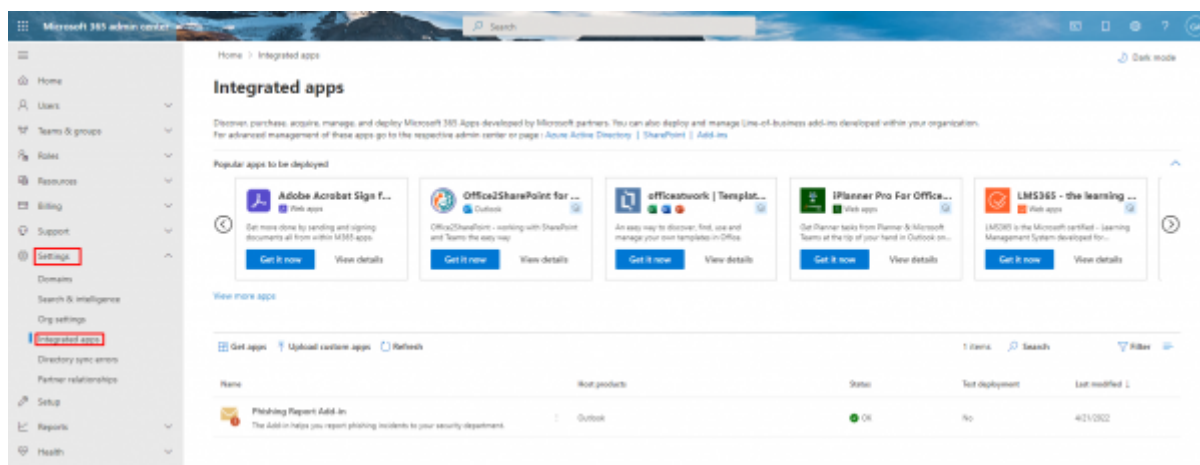 Microsoft 365 admin center
Search
Home > Integrated apps
Dark mode
Home
Users
Teams & groups
Roles
Resources
Billing
Support
Settings
Domains
Search & intelligence
Org settings
Integrated apps
Directory sync errors
Partner relationships
Setup
Reports
Health
Integrated apps
Discover, purchase, acquire, manage, and deploy Microsoft 365 Apps developed by Microsoft partners. You can also deploy and manage Line-of-business add-ins developed within your organization.
For advanced management of these apps go to the respective admin center or page : Azure Active Directory | SharePoint | Add-ins
Popular apps to be deployed
Adobe Acrobat Sign f...
Web apps
Get more done by sending and signing
documents all from within M365 apps.
Get it now View details
Office2SharePoint for ...
Outlook
Office2SharePoint - working with SharePoint
and Teams the easy way
Get it now View details
officeatwork | Templat...
An easy way to discover, find, use and
manage your own templates in Office.
Get it now View details
iPlanner Pro For Office...
Web apps
Get Planner tasks from Planner & Microsoft
Teams at the tip of your hand in Outlook on...
Get it now View details
LMS365 - the learning ...
Web apps
LMS365 is the Microsoft certified - Learning
Management System developed for...
Get it now View details
View more apps
Get apps Upload custom apps Refresh
1 items Search Filter
Name Host products Status Test deployment Last modified ↓
Phishing Report Add-in
The Add-in helps you report phishing incidents to your security department.
Outlook OK No 4/21/2022